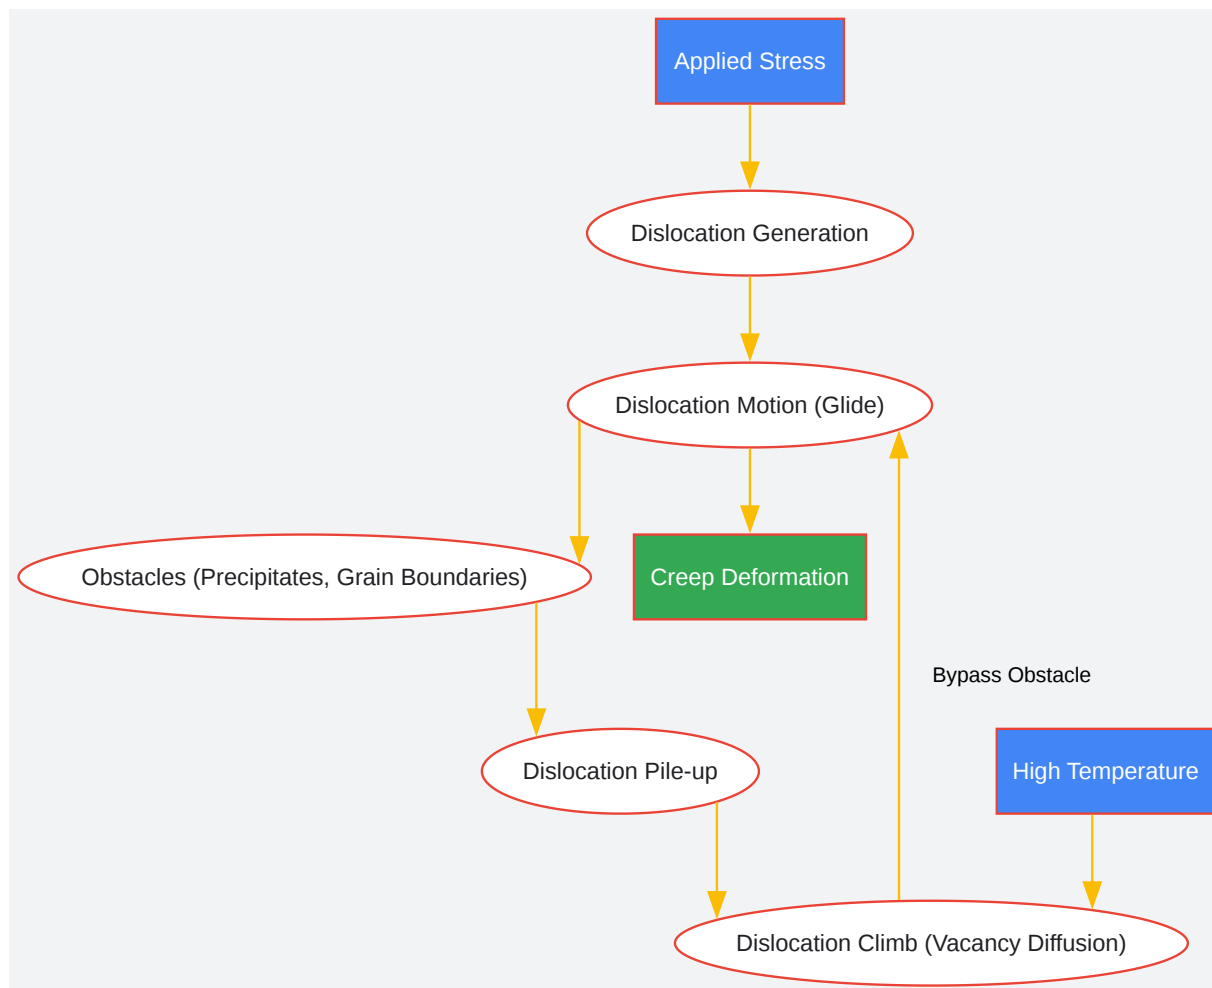 Applied Stress
Dislocation Generation
Dislocation Motion (Glide)
Obstacles (Precipitates, Grain Boundaries)
Creep Deformation
Bypass Obstacle
Dislocation Pile-up
High Temperature
Dislocation Climb (Vacancy Diffusion)